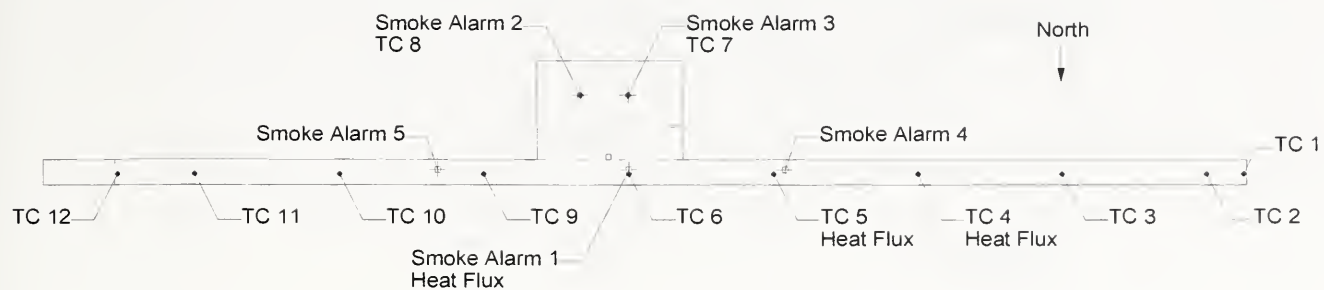 Smoke Alarm 2
TC 8
Smoke Alarm 3
TC 7
North
Smoke Alarm 5
Smoke Alarm 4
TC 1
TC 12
TC 11
TC 10
TC 9
TC 6
TC 5
Heat Flux
TC 4
Heat Flux
TC 3
TC 2
Smoke Alarm 1
Heat Flux